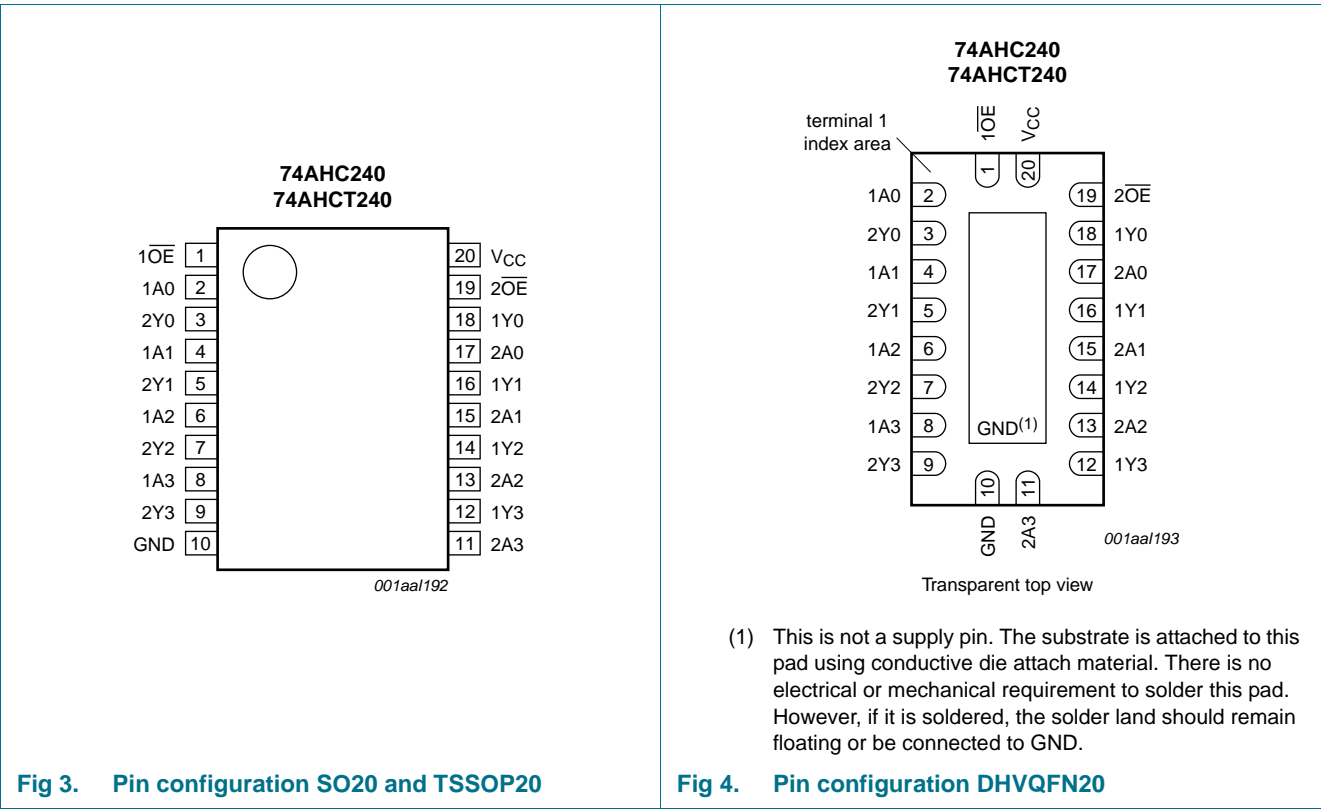 74AHC240
74AHCT240
1OE 1
1A0 2
2Y0 3
1A1 4
2Y1 5
1A2 6
2Y2 7
1A3 8
2Y3 9
GND 10
20 VCC
19 2OE
18 1Y0
17 2A0
16 1Y1
15 2A1
14 1Y2
13 2A2
12 1Y3
11 2A3
001aal192
Fig 3. Pin configuration SO20 and TSSOP20
74AHC240
74AHCT240
terminal 1
index area
1OE
VCC
1
20
1A0 2
2Y0 3
1A1 4
2Y1 5
1A2 6
2Y2 7
1A3 8
2Y3 9
19 2OE
18 1Y0
17 2A0
16 1Y1
15 2A1
14 1Y2
13 2A2
12 1Y3
GND(1)
10
11
GND
2A3
001aal193
Transparent top view
(1) This is not a supply pin. The substrate is attached to this
pad using conductive die attach material. There is no
electrical or mechanical requirement to solder this pad.
However, if it is soldered, the solder land should remain
floating or be connected to GND.
Fig 4. Pin configuration DHVQFN20